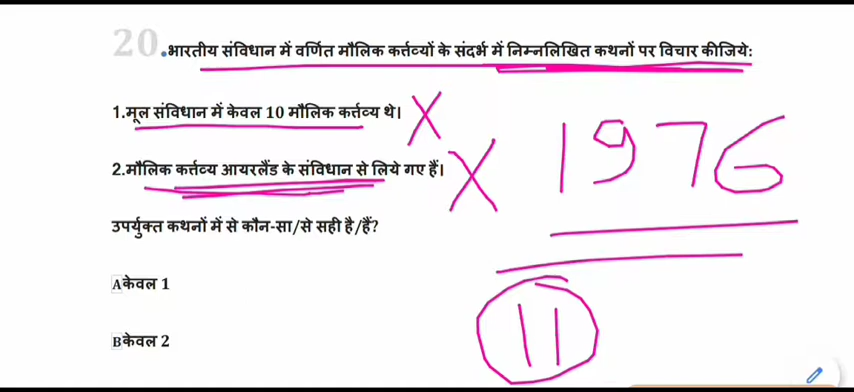 20.भारतीय संविधान में वर्णित मौलिक कर्त्तव्यों के संदर्भ में निम्नलिखित कथनों पर विचार कीजिये:
1.मूल संविधान में केवल 10 मौलिक कर्त्तव्य थे। X
1976
2.मौलिक कर्त्तव्य आयरलैंड के संविधान से लिये गए हैं। X
उपर्युक्त कथनों में से कौन-सा/से सही है/हैं?
Aकेवल 1
11
Bकेवल 2